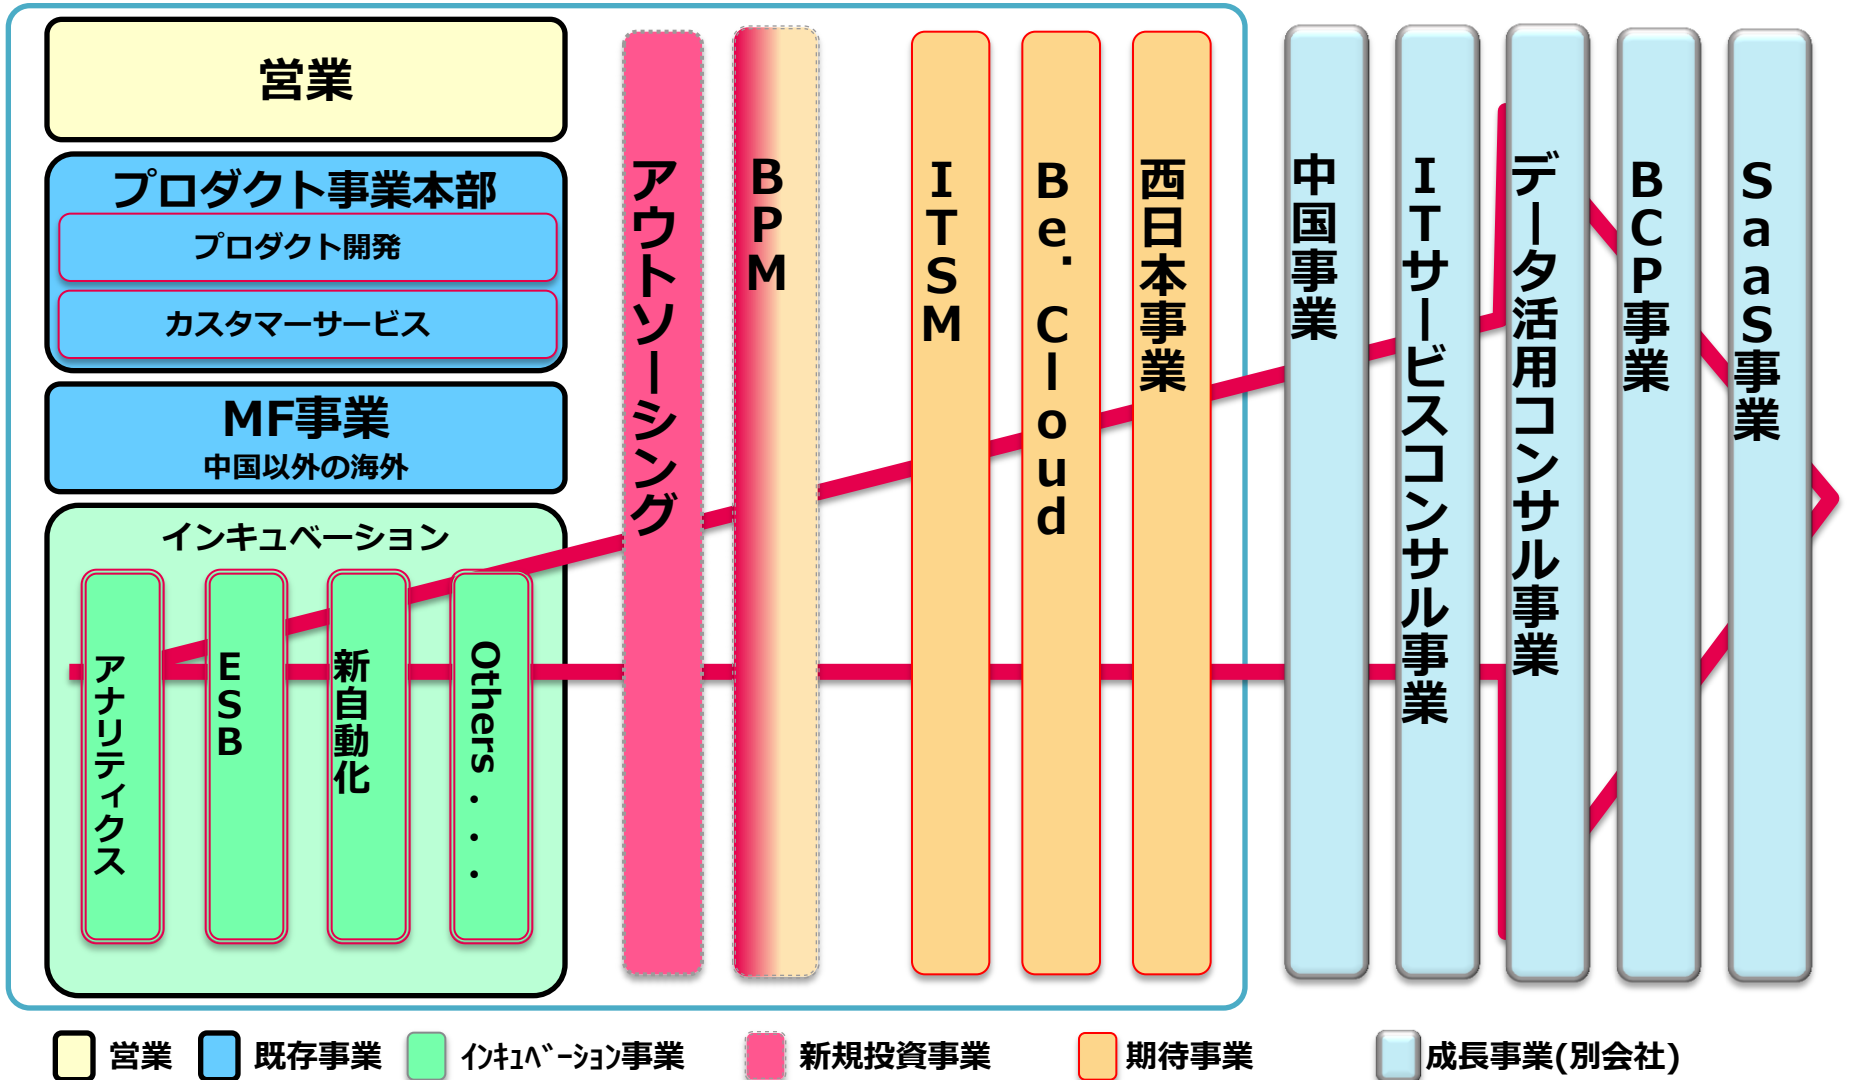 営業
プロダクト事業本部
プロダクト開発
カスタマーサービス
MF事業
中国以外の海外
インキュベーション
アナリティクス
ESB
新自動化
Others・・・
アウトソーシング
BPM
ITSM
Be. Cloud
西日本事業
中国事業
ITサービスコンサル事業
データ活用コンサル事業
BCP事業
SaaS事業
営業
既存事業
ｲﾝｷｭﾍﾞｰｼｮﾝ事業
新規投資事業
期待事業
成長事業(別会社)